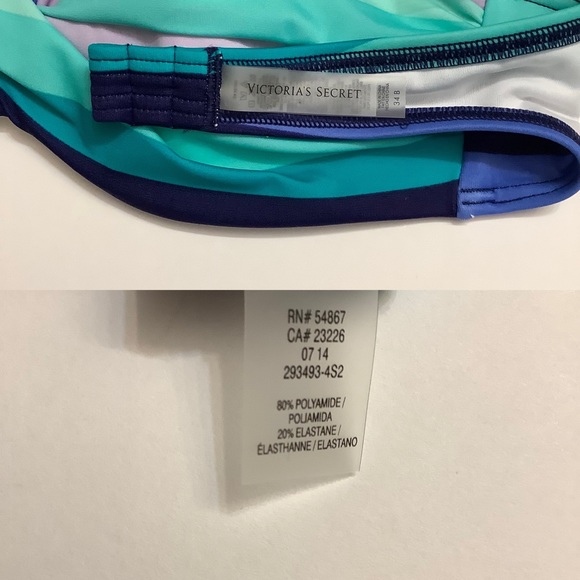 VICTORIA'S SECRET
34 B
RN# 54867
CA# 23226
07 14
293493-4S2
80% POLYAMIDE /
POLIAMIDA
20% ELASTANE /
ÉLASTHANNE / ELASTANO